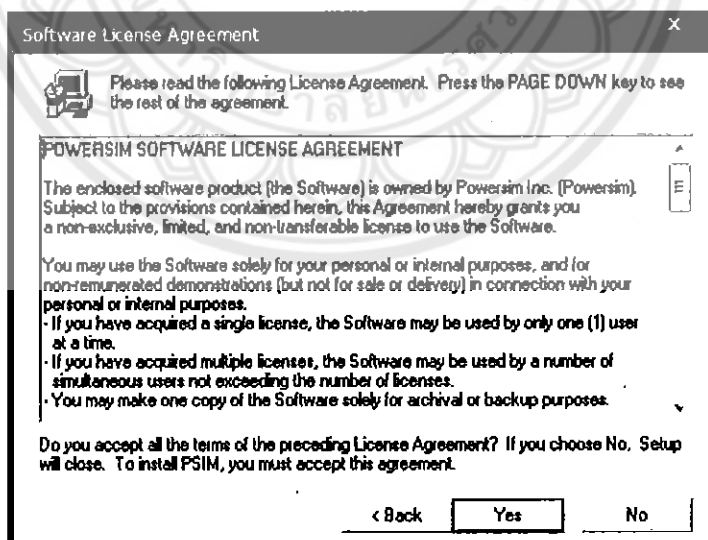 Software License Agreement
X
Please read the following License Agreement. Press the PAGE DOWN key to see
the rest of the agreement.
POWERSIM SOFTWARE LICENSE AGREEMENT
The enclosed software product (the Software) is owned by Powersim Inc. (Powersim).
Subject to the provisions contained herein, this Agreement hereby grants you
a non-exclusive, limited, and non-transferable license to use the Software.
You may use the Software solely for your personal or internal purposes, and for
non-remunerated demonstrations (but not for sale or delivery) in connection with your
personal or internal purposes.
- If you have acquired a single license, the Software may be used by only one (1) user
at a time.
- If you have acquired multiple licenses, the Software may be used by a number of
simultaneous users not exceeding the number of licenses.
- You may make one copy of the Software solely for archival or backup purposes.
Do you accept all the terms of the preceding License Agreement? If you choose No, Setup
will close. To install PSIM, you must accept this agreement.
< Back
Yes
No